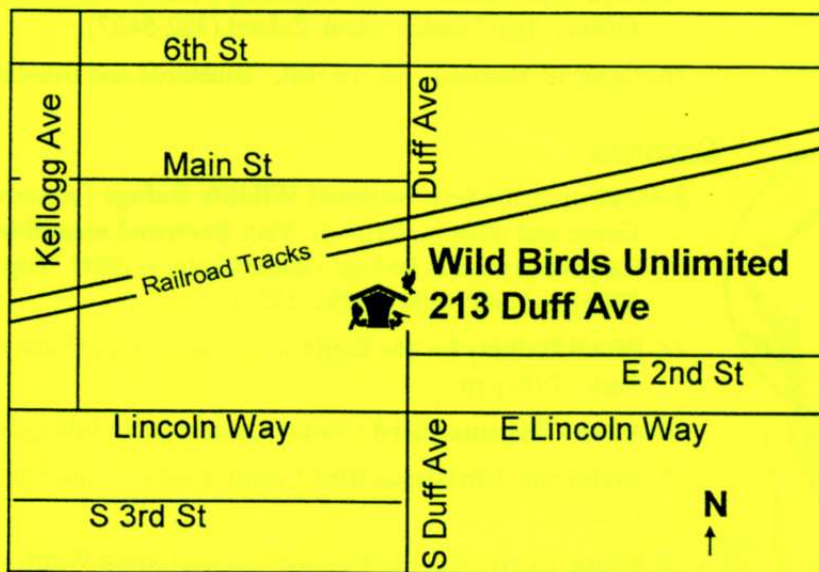 6th St
Kellogg Ave
Duff Ave
Main St
Railroad Tracks
Wild Birds Unlimited
213 Duff Ave
E 2nd St
Lincoln Way
E Lincoln Way
S Duff Ave
S 3rd St
N